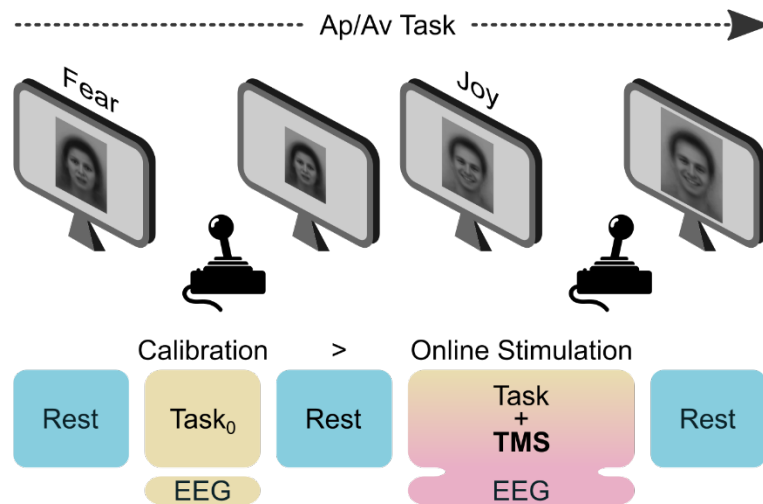 Ap/Av Task
Fear
Joy
Calibration > Online Stimulation
Rest
Task₀
Rest
Task
+
TMS
Rest
EEG
EEG